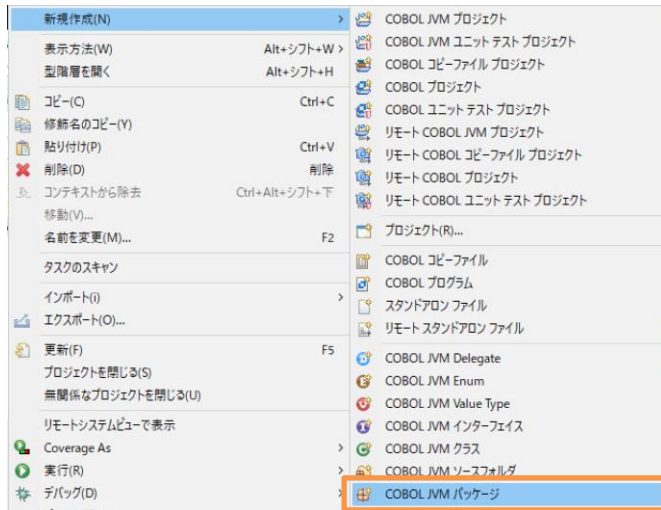 新規作成(N) >
表示方法(W) Alt+シフト+W >
型階層を開く Alt+シフト+H
コピー(C) Ctrl+C
修飾名のコピー(Y)
貼り付け(P) Ctrl+V
削除(D) 削除
コンテキストから除去 Ctrl+Alt+シフト+下
移動(V)...
名前を変更(M)... F2
タスクのスキャン
インポート(i) >
エクスポート(O)...
更新(F) F5
プロジェクトを閉じる(S)
無関係なプロジェクトを閉じる(U)
リモートシステムビューで表示
Coverage As >
実行(R) >
デバッグ(D) >
COBOL JVM プロジェクト
COBOL JVM ユニット テスト プロジェクト
COBOL コピーファイル プロジェクト
COBOL プロジェクト
COBOL ユニット テスト プロジェクト
リモート COBOL JVM プロジェクト
リモート COBOL コピーファイル プロジェクト
リモート COBOL プロジェクト
リモート COBOL ユニット テスト プロジェクト
プロジェクト(R)...
COBOL コピーファイル
COBOL プログラム
スタンドアロン ファイル
リモート スタンドアロン ファイル
COBOL JVM Delegate
COBOL JVM Enum
COBOL JVM Value Type
COBOL JVM インターフェイス
COBOL JVM クラス
COBOL JVM ソースフォルダ
COBOL JVM パッケージ